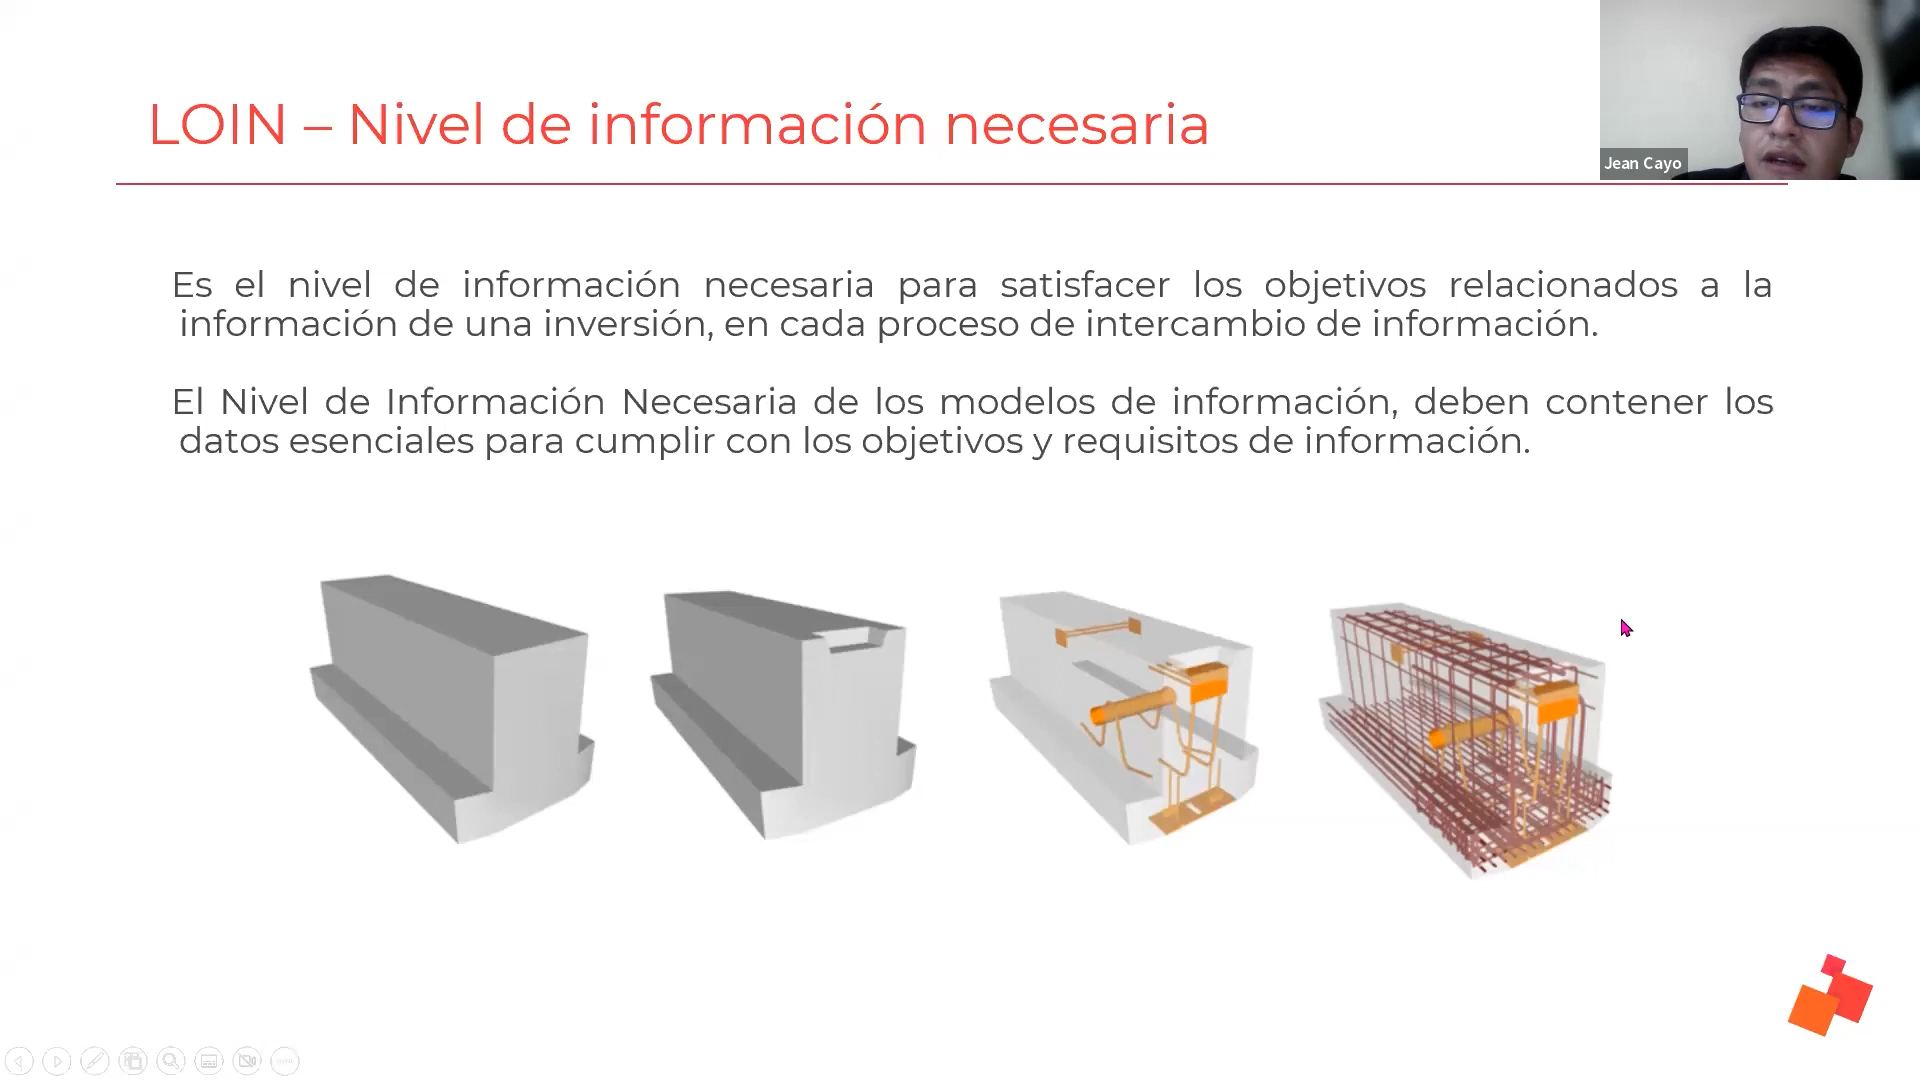 LOIN – Nivel de información necesaria
Jean Cayo
Es el nivel de información necesaria para satisfacer los objetivos relacionados a la
información de una inversión, en cada proceso de intercambio de información.
El Nivel de Información Necesaria de los modelos de información, deben contener los
datos esenciales para cumplir con los objetivos y requisitos de información.